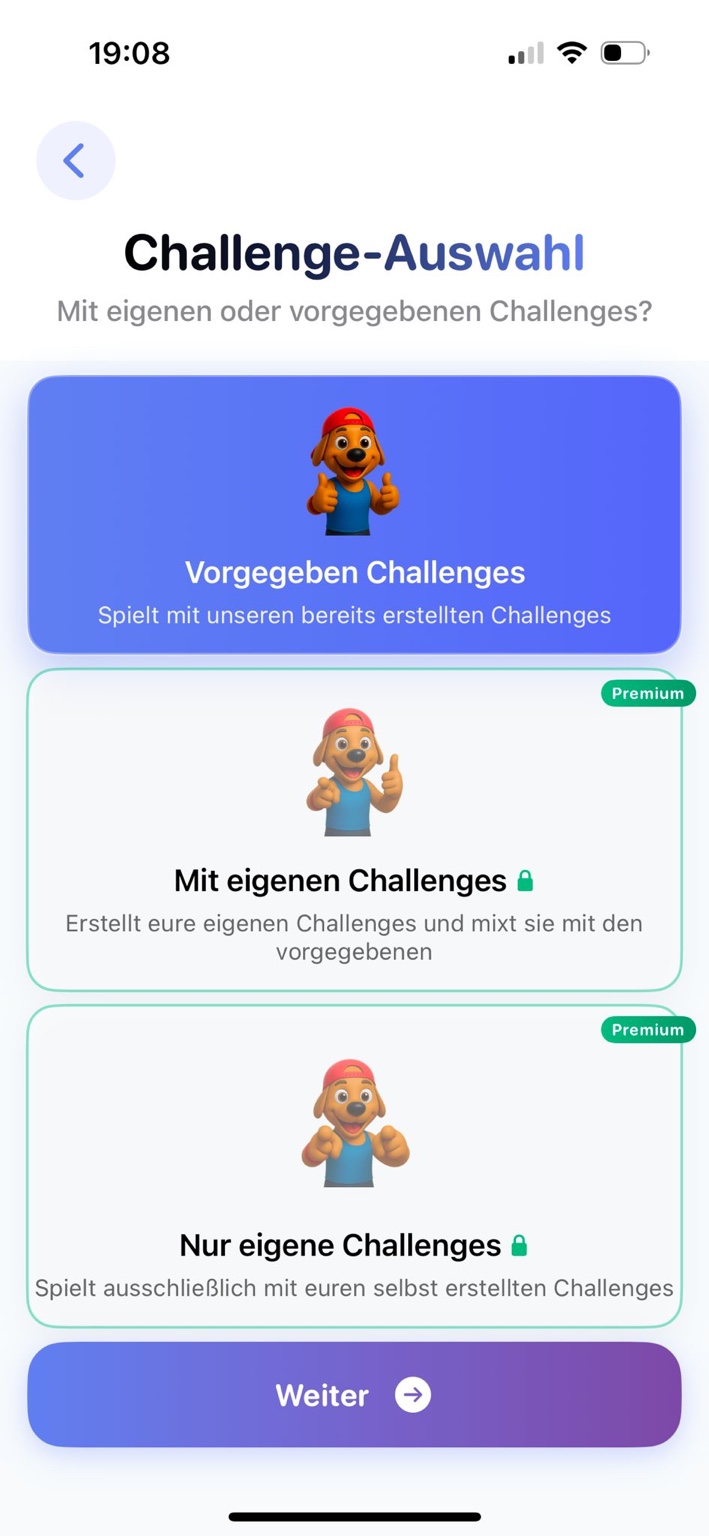 19:08
Challenge-Auswahl
Mit eigenen oder vorgegebenen Challenges?
Vorgegeben Challenges
Spielt mit unseren bereits erstellten Challenges
Premium
Mit eigenen Challenges
Erstellt eure eigenen Challenges und mixt sie mit den
vorgegebenen
Premium
Nur eigene Challenges
Spielt ausschließlich mit euren selbst erstellten Challenges
Weiter